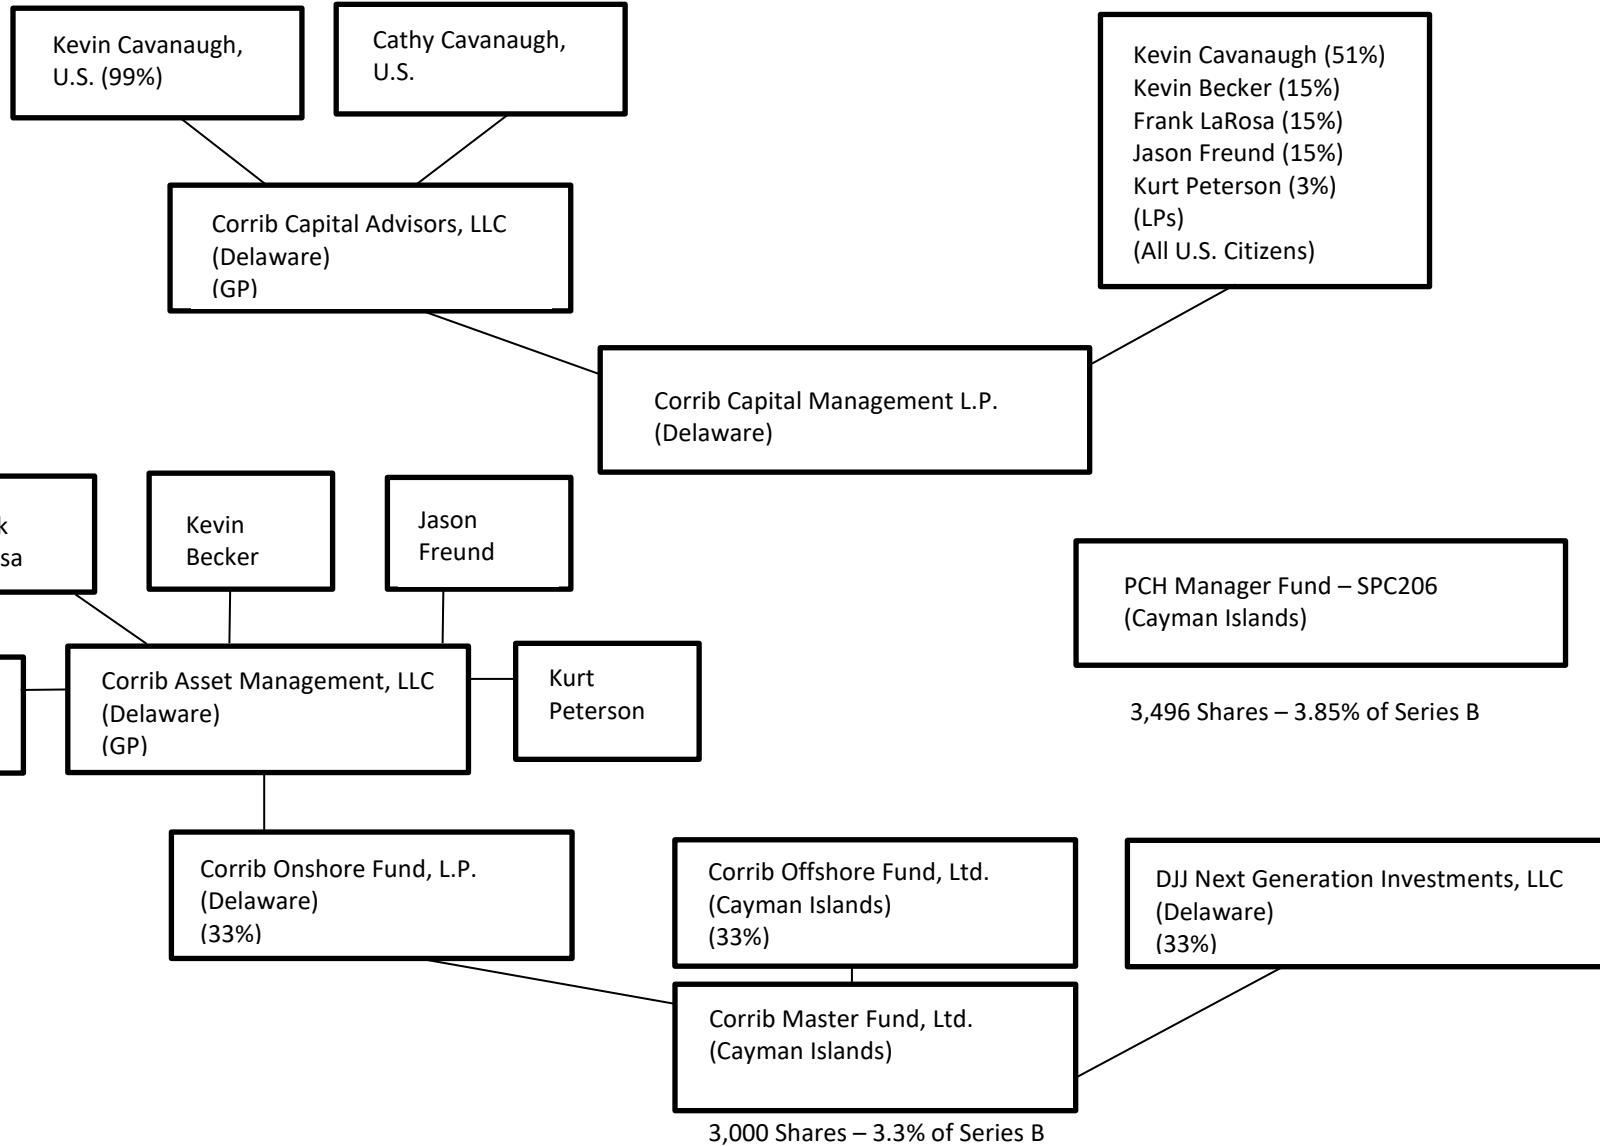 Kevin Cavanaugh,
U.S. (99%)
Cathy Cavanaugh,
U.S.
Kevin Cavanaugh (51%)
Kevin Becker (15%)
Frank LaRosa (15%)
Jason Freund (15%)
Kurt Peterson (3%)
(LPs)
(All U.S. Citizens)
Corrib Capital Advisors, LLC
(Delaware)
(GP)
Corrib Capital Management L.P.
(Delaware)
k
sa
Kevin
Becker
Jason
Freund
PCH Manager Fund – SPC206
(Cayman Islands)
3,496 Shares – 3.85% of Series B
Corrib Asset Management, LLC
(Delaware)
(GP)
Kurt
Peterson
Corrib Onshore Fund, L.P.
(Delaware)
(33%)
Corrib Offshore Fund, Ltd.
(Cayman Islands)
(33%)
DJJ Next Generation Investments, LLC
(Delaware)
(33%)
Corrib Master Fund, Ltd.
(Cayman Islands)
3,000 Shares – 3.3% of Series B